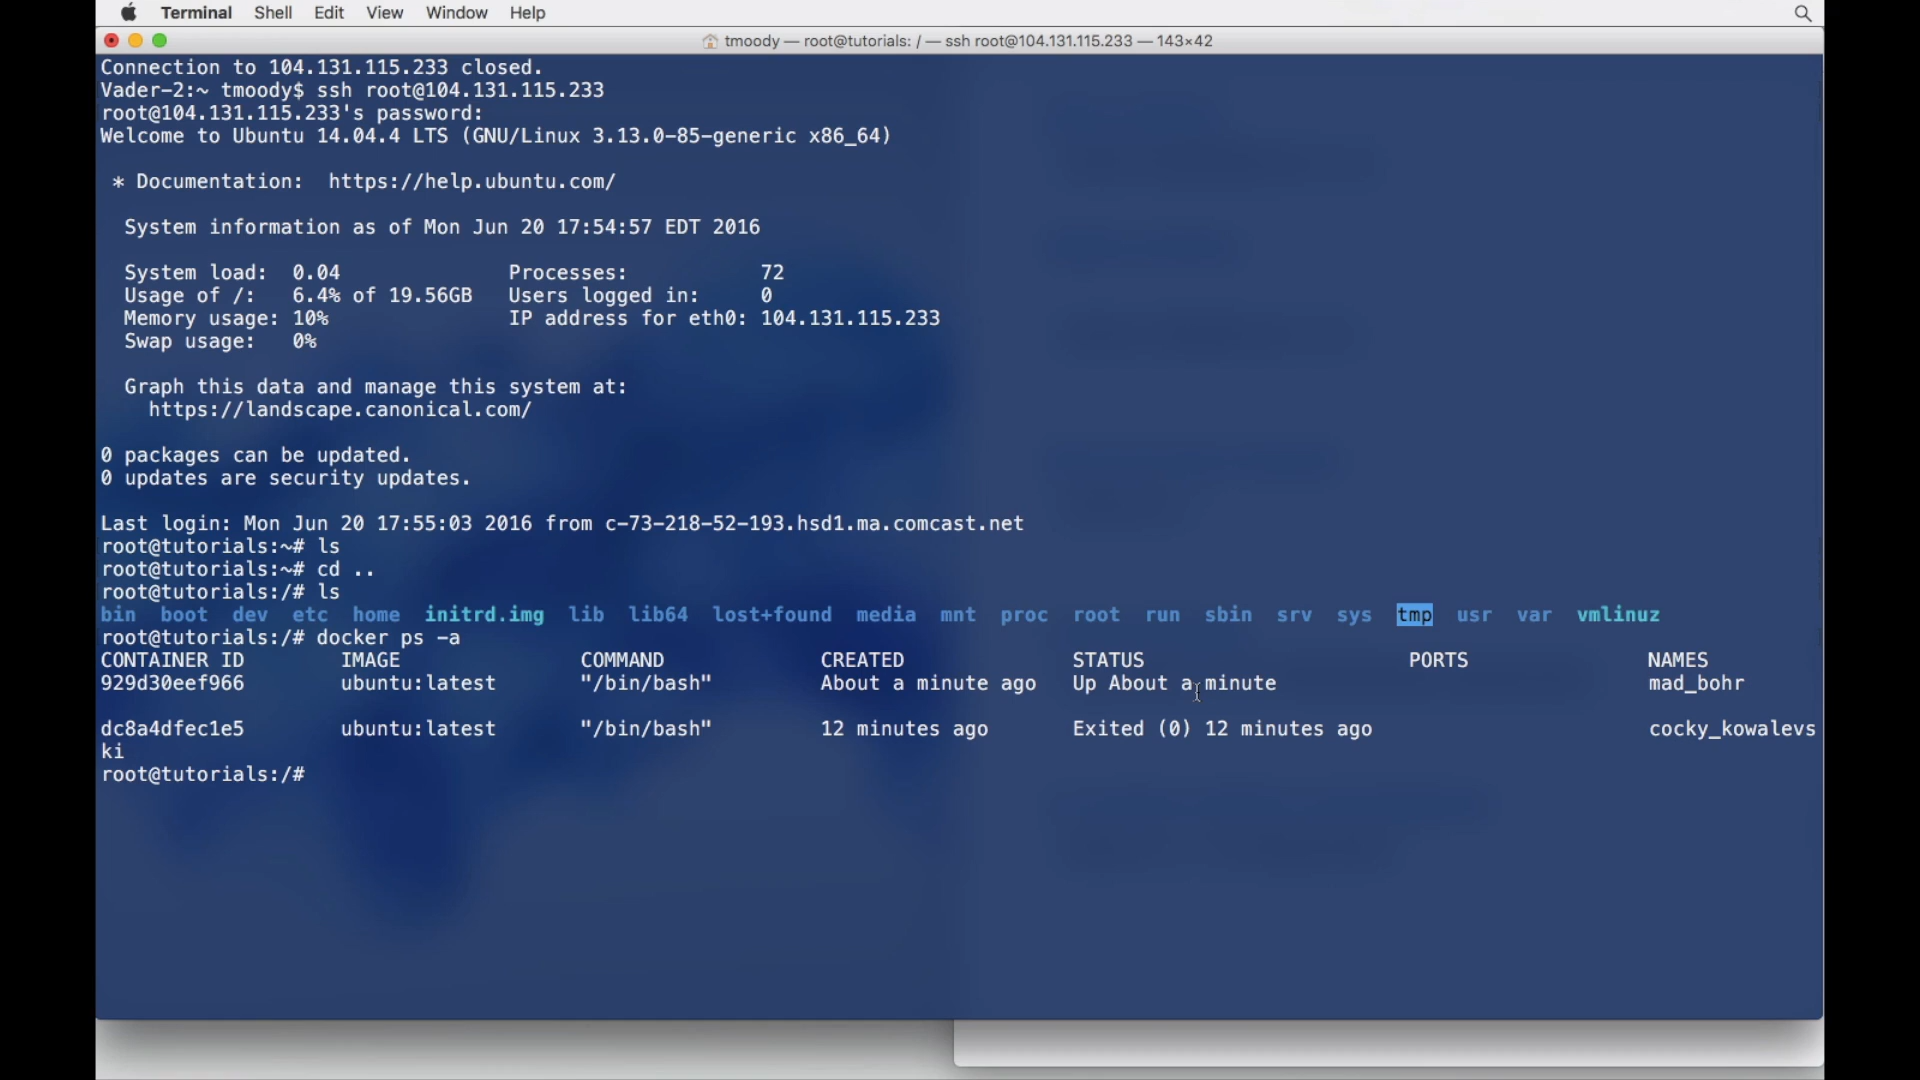 Terminal Shell Edit View Window Help
tmoody — root@tutorials: / — ssh root@104.131.115.233 — 143×42
Connection to 104.131.115.233 closed.
Vader-2:~ tmoody$ ssh root@104.131.115.233
root@104.131.115.233's password:
Welcome to Ubuntu 14.04.4 LTS (GNU/Linux 3.13.0-85-generic x86_64)
* Documentation: https://help.ubuntu.com/
System information as of Mon Jun 20 17:54:57 EDT 2016
System load: 0.04 Processes: 72
Usage of /: 6.4% of 19.56GB Users logged in: 0
Memory usage: 10% IP address for eth0: 104.131.115.233
Swap usage: 0%
Graph this data and manage this system at:
https://landscape.canonical.com/
0 packages can be updated.
0 updates are security updates.
Last login: Mon Jun 20 17:55:03 2016 from c-73-218-52-193.hsd1.ma.comcast.net
root@tutorials:~# ls
root@tutorials:~# cd ..
root@tutorials:/# ls
bin boot dev etc home initrd.img lib lib64 lost+found media mnt proc root run sbin srv sys tmp usr var vmlinuz
root@tutorials:/# docker ps -a
CONTAINER ID IMAGE COMMAND CREATED STATUS PORTS NAMES
929d30eef966 ubuntu:latest "/bin/bash" About a minute ago Up About a minute mad_bohr
dc8a4dfec1e5 ubuntu:latest "/bin/bash" 12 minutes ago Exited (0) 12 minutes ago cocky_kowalevs
ki
root@tutorials:/#